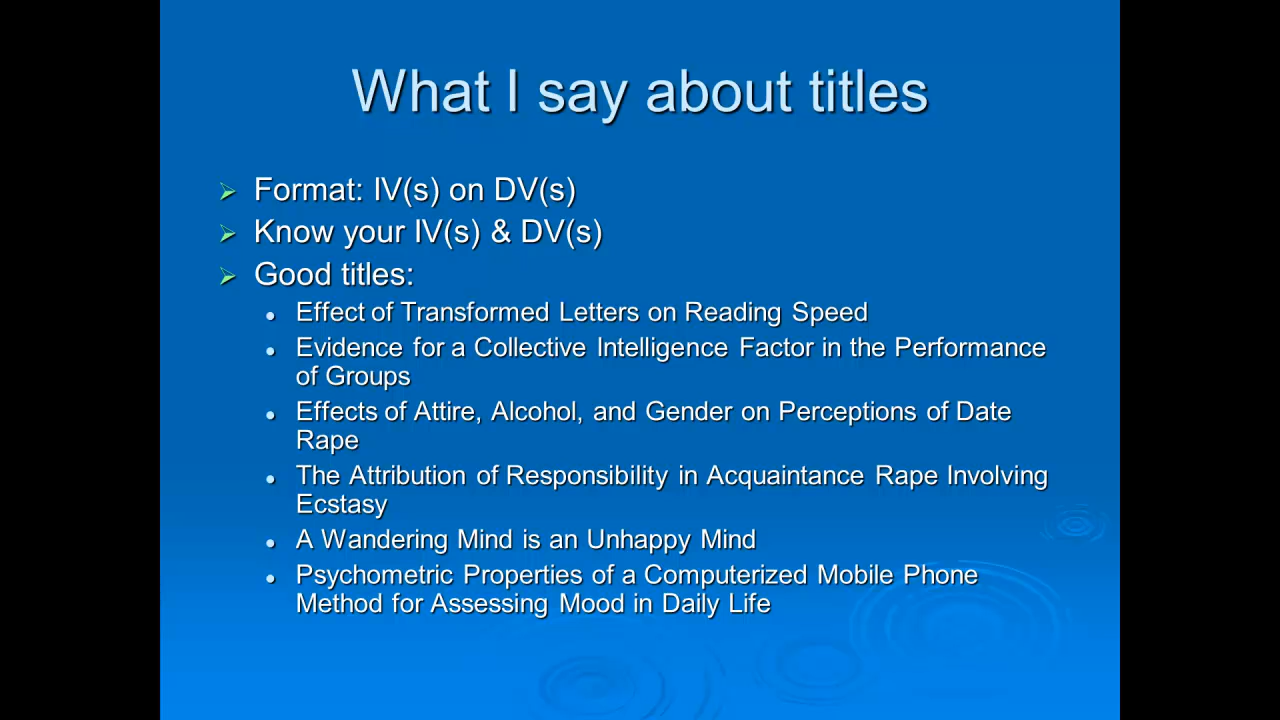 What I say about titles
Format: IV(s) on DV(s)
Know your IV(s) & DV(s)
Good titles:
Effect of Transformed Letters on Reading Speed
Evidence for a Collective Intelligence Factor in the Performance
of Groups
Effects of Attire, Alcohol, and Gender on Perceptions of Date
Rape
The Attribution of Responsibility in Acquaintance Rape Involving
Ecstasy
A Wandering Mind is an Unhappy Mind
Psychometric Properties of a Computerized Mobile Phone
Method for Assessing Mood in Daily Life